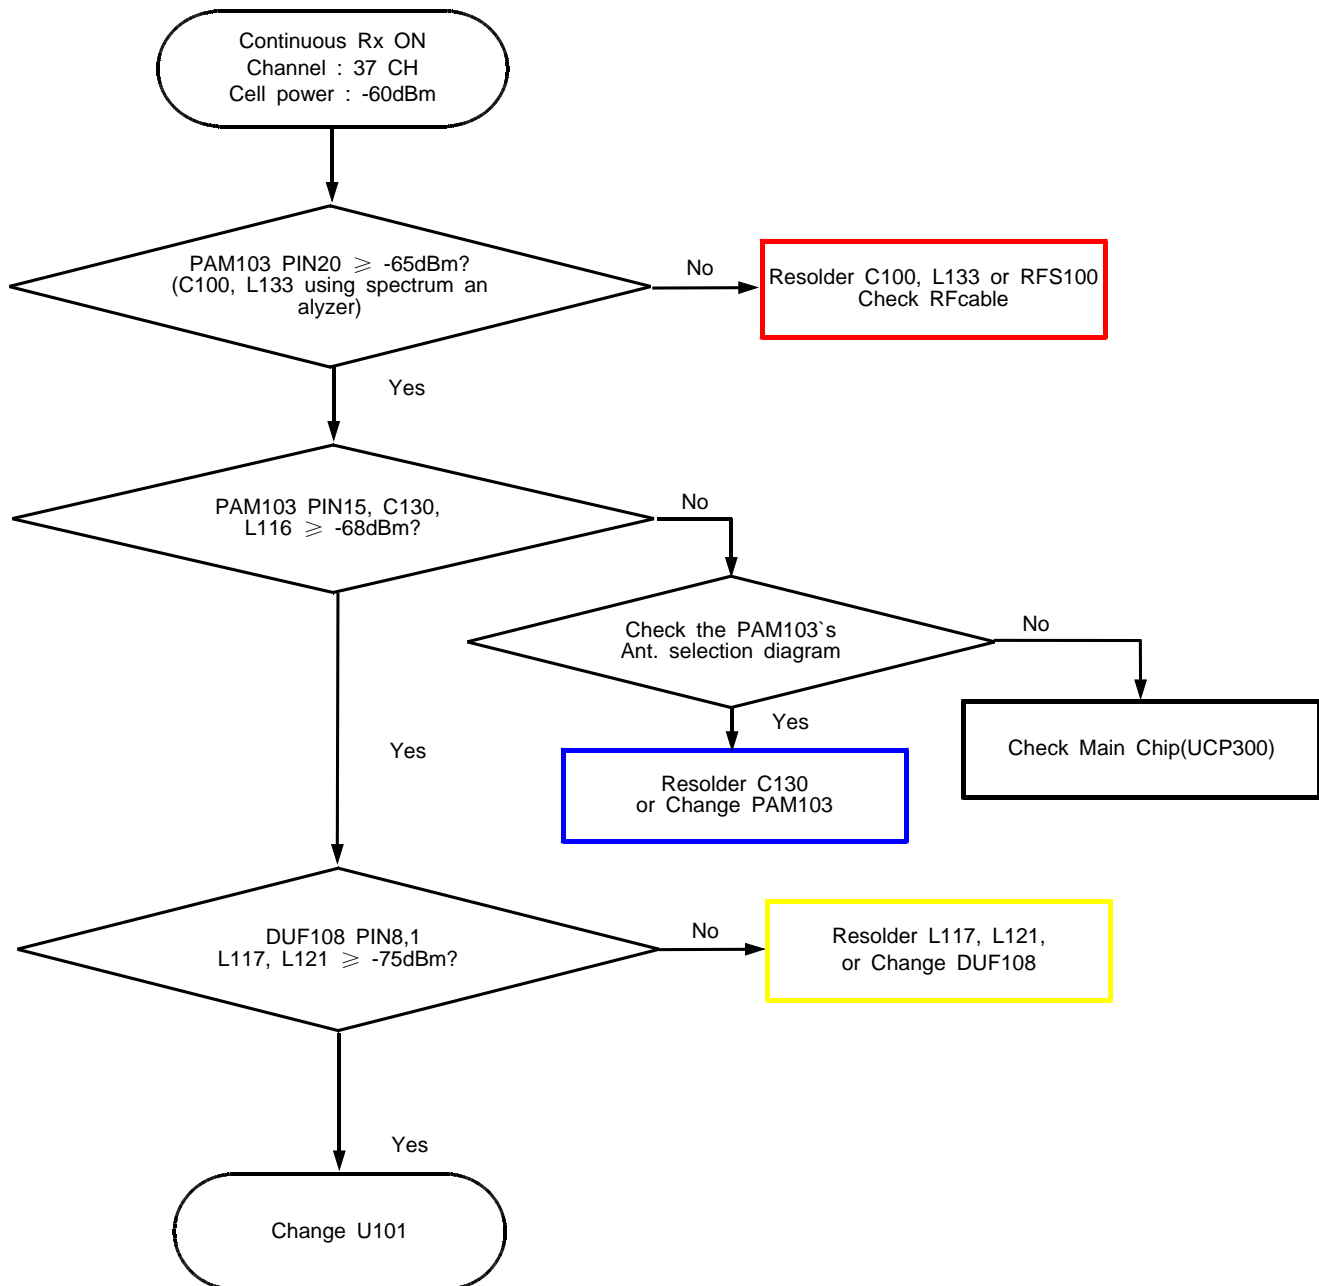 Continuous Rx ON
Channel : 37 CH
Cell power : -60dBm
PAM103 PIN20 ⩾ -65dBm?
(C100, L133 using spectrum an
alyzer)
No
Resolder C100, L133 or RFS100
Check RFcable
Yes
PAM103 PIN15, C130,
L116 ⩾ -68dBm?
No
Check the PAM103`s
Ant. selection diagram
No
Yes
Check Main Chip(UCP300)
Yes
Resolder C130
or Change PAM103
DUF108 PIN8,1
L117, L121 ⩾ -75dBm?
No
Resolder L117, L121,
or Change DUF108
Yes
Change U101